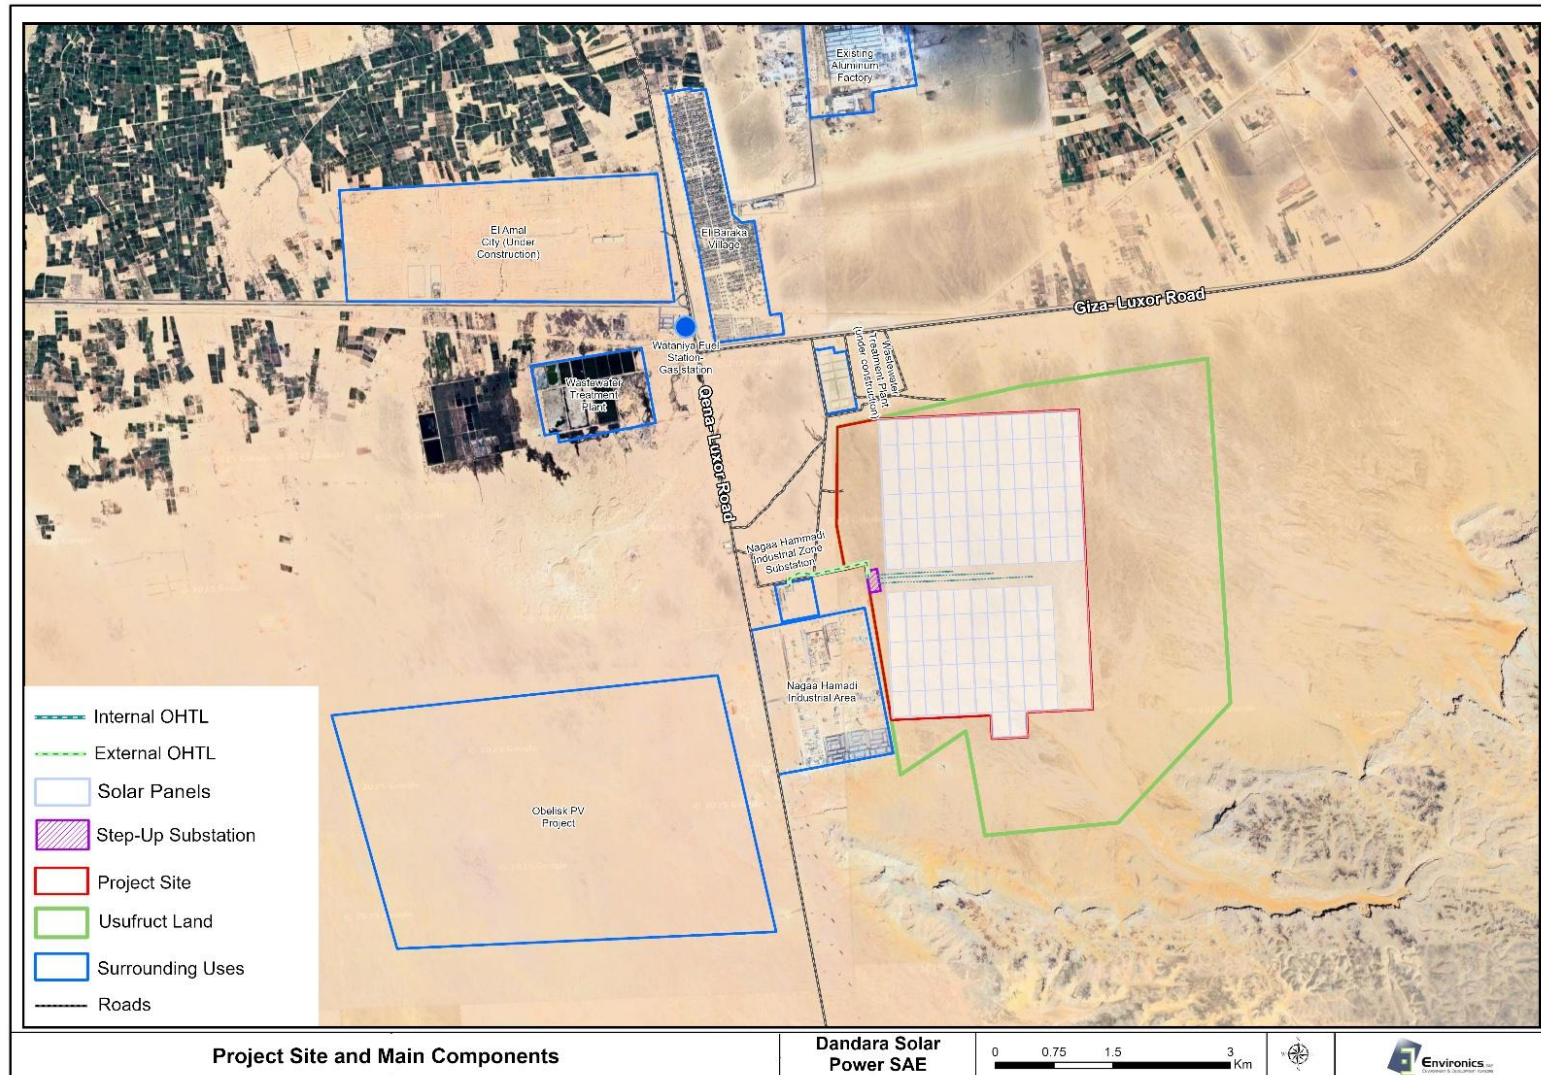 Existing
Aluminum
Factory
El Amal
City (Under
Construction)
El Baraka
Village
Giza- Luxor Road
Wataniya Fuel
Station-
Gas station
Wastewater
Treatment
Plant
Wastewater
Treatment Plant
(under construction)
Qena- Luxor Road
Nagaa Hammadi
Industrial Zone
Substation
Nagaa Hamadi
Industrial Area
Obelisk PV
Project
Internal OHTL
External OHTL
Solar Panels
Step-Up Substation
Project Site
Usufruct Land
Surrounding Uses
Roads
Project Site and Main Components
Dandara Solar
Power SAE
0 0.75 1.5 3
Km
Environics